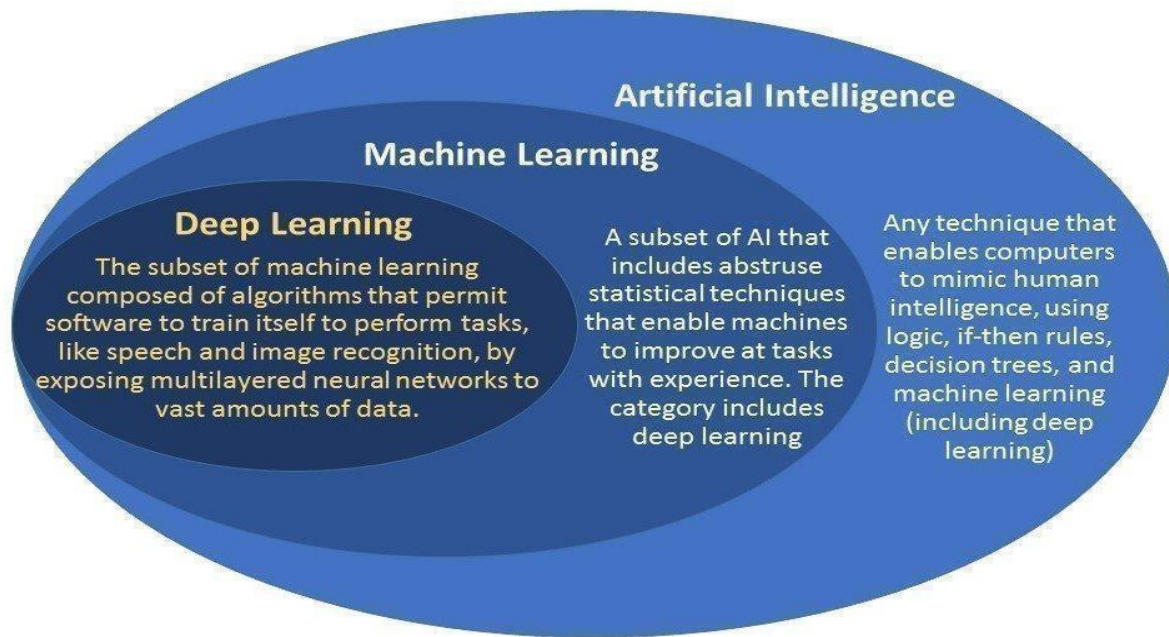 Artificial Intelligence
Machine Learning
Deep Learning
The subset of machine learning
composed of algorithms that permit
software to train itself to perform tasks,
like speech and image recognition, by
exposing multilayered neural networks to
vast amounts of data.
A subset of AI that
includes abstruse
statistical techniques
that enable machines
to improve at tasks
with experience. The
category includes
deep learning
Any technique that
enables computers
to mimic human
intelligence, using
logic, if-then rules,
decision trees, and
machine learning
(including deep
learning)